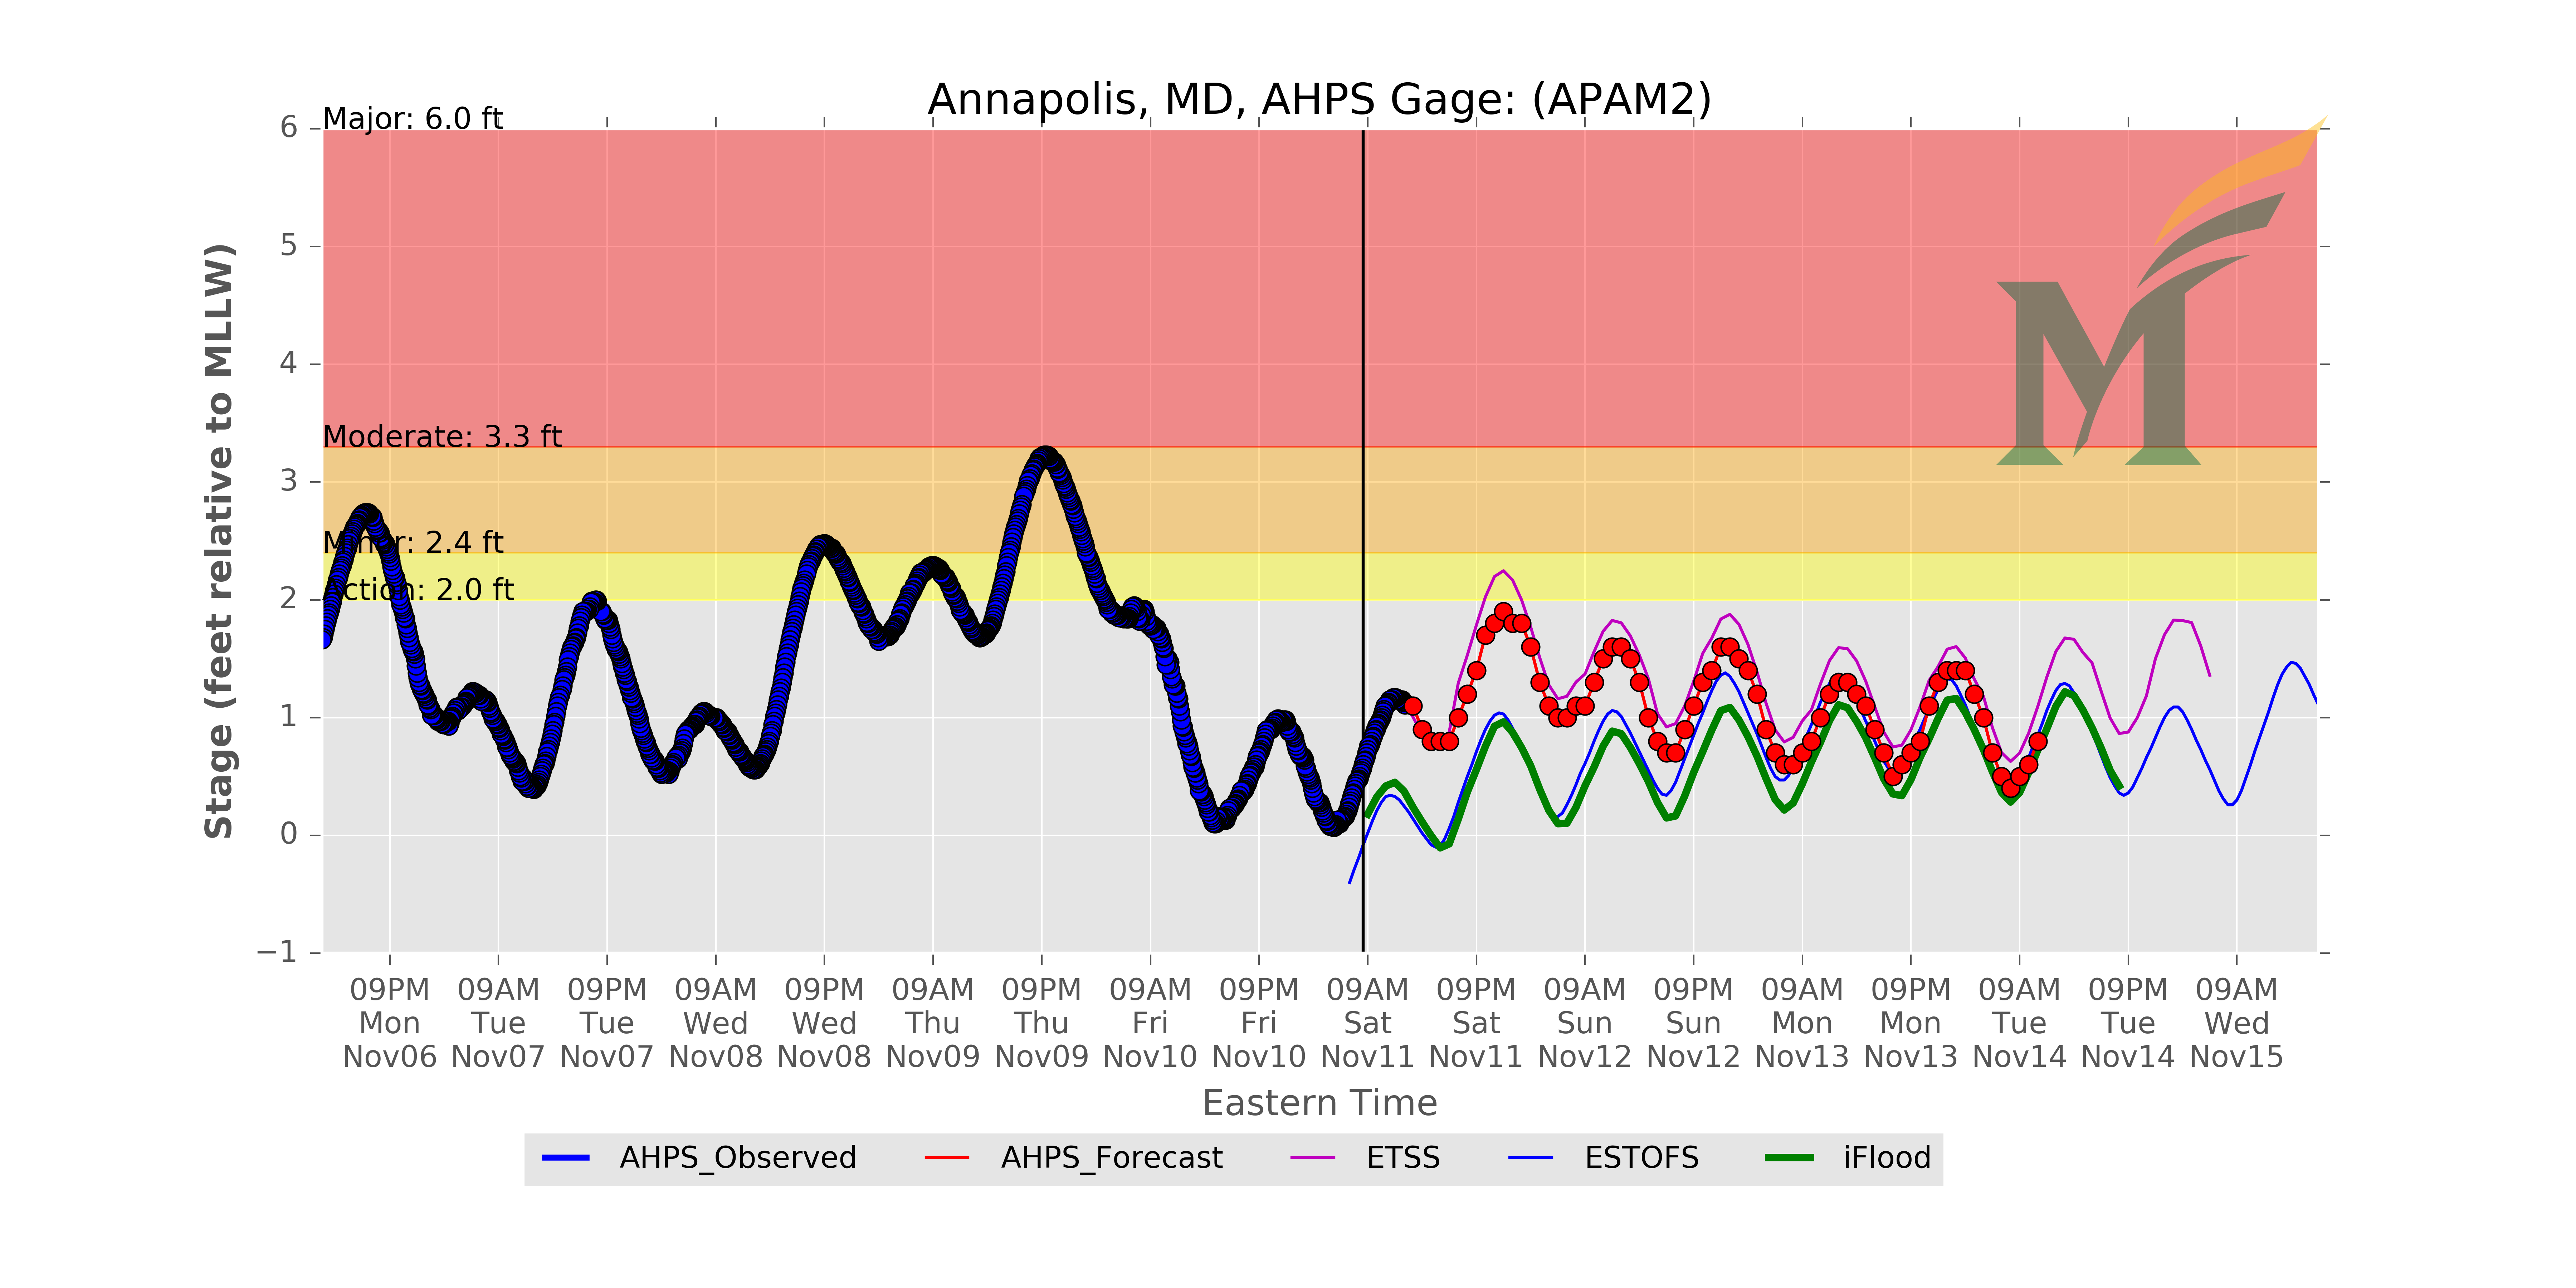 Annapolis, MD, AHPS Gage: (APAM2)
Major: 6.0 ft
Moderate: 3.3 ft
Minor: 2.4 ft
Action: 2.0 ft
6
5
4
3
2
1
0
−1
Stage (feet relative to MLLW)
09PM 09AM 09PM 09AM 09PM 09AM 09PM 09AM 09PM 09AM 09PM 09AM 09PM 09AM 09PM 09AM 09PM 09AM
Mon Tue Tue Wed Wed Thu Thu Fri Fri Sat Sat Sun Sun Mon Mon Tue Tue Wed
Nov06 Nov07 Nov07 Nov08 Nov08 Nov09 Nov09 Nov10 Nov10 Nov11 Nov11 Nov12 Nov12 Nov13 Nov13 Nov14 Nov14 Nov15
Eastern Time
AHPS_Observed AHPS_Forecast ETSS ESTOFS iFlood